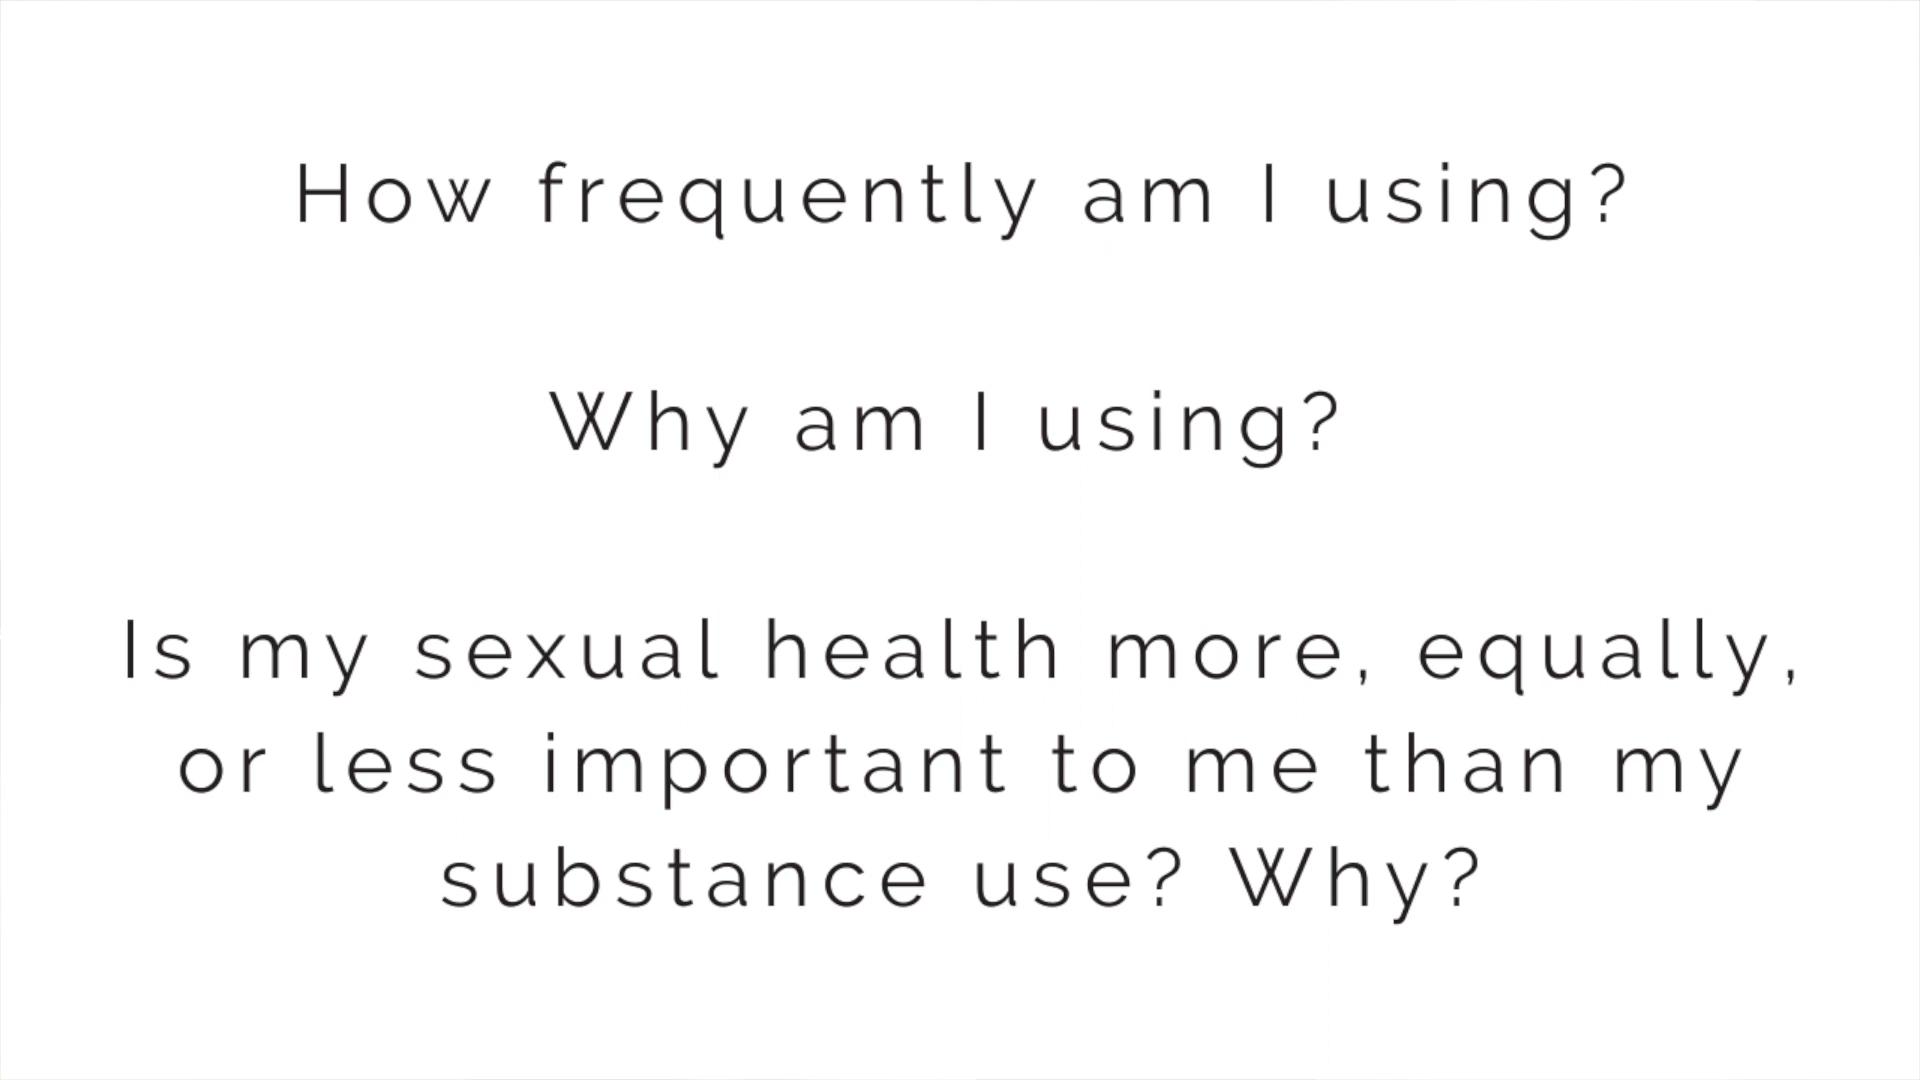 How frequently am I using?
Why am I using?
Is my sexual health more, equally,
or less important to me than my
substance use? Why?